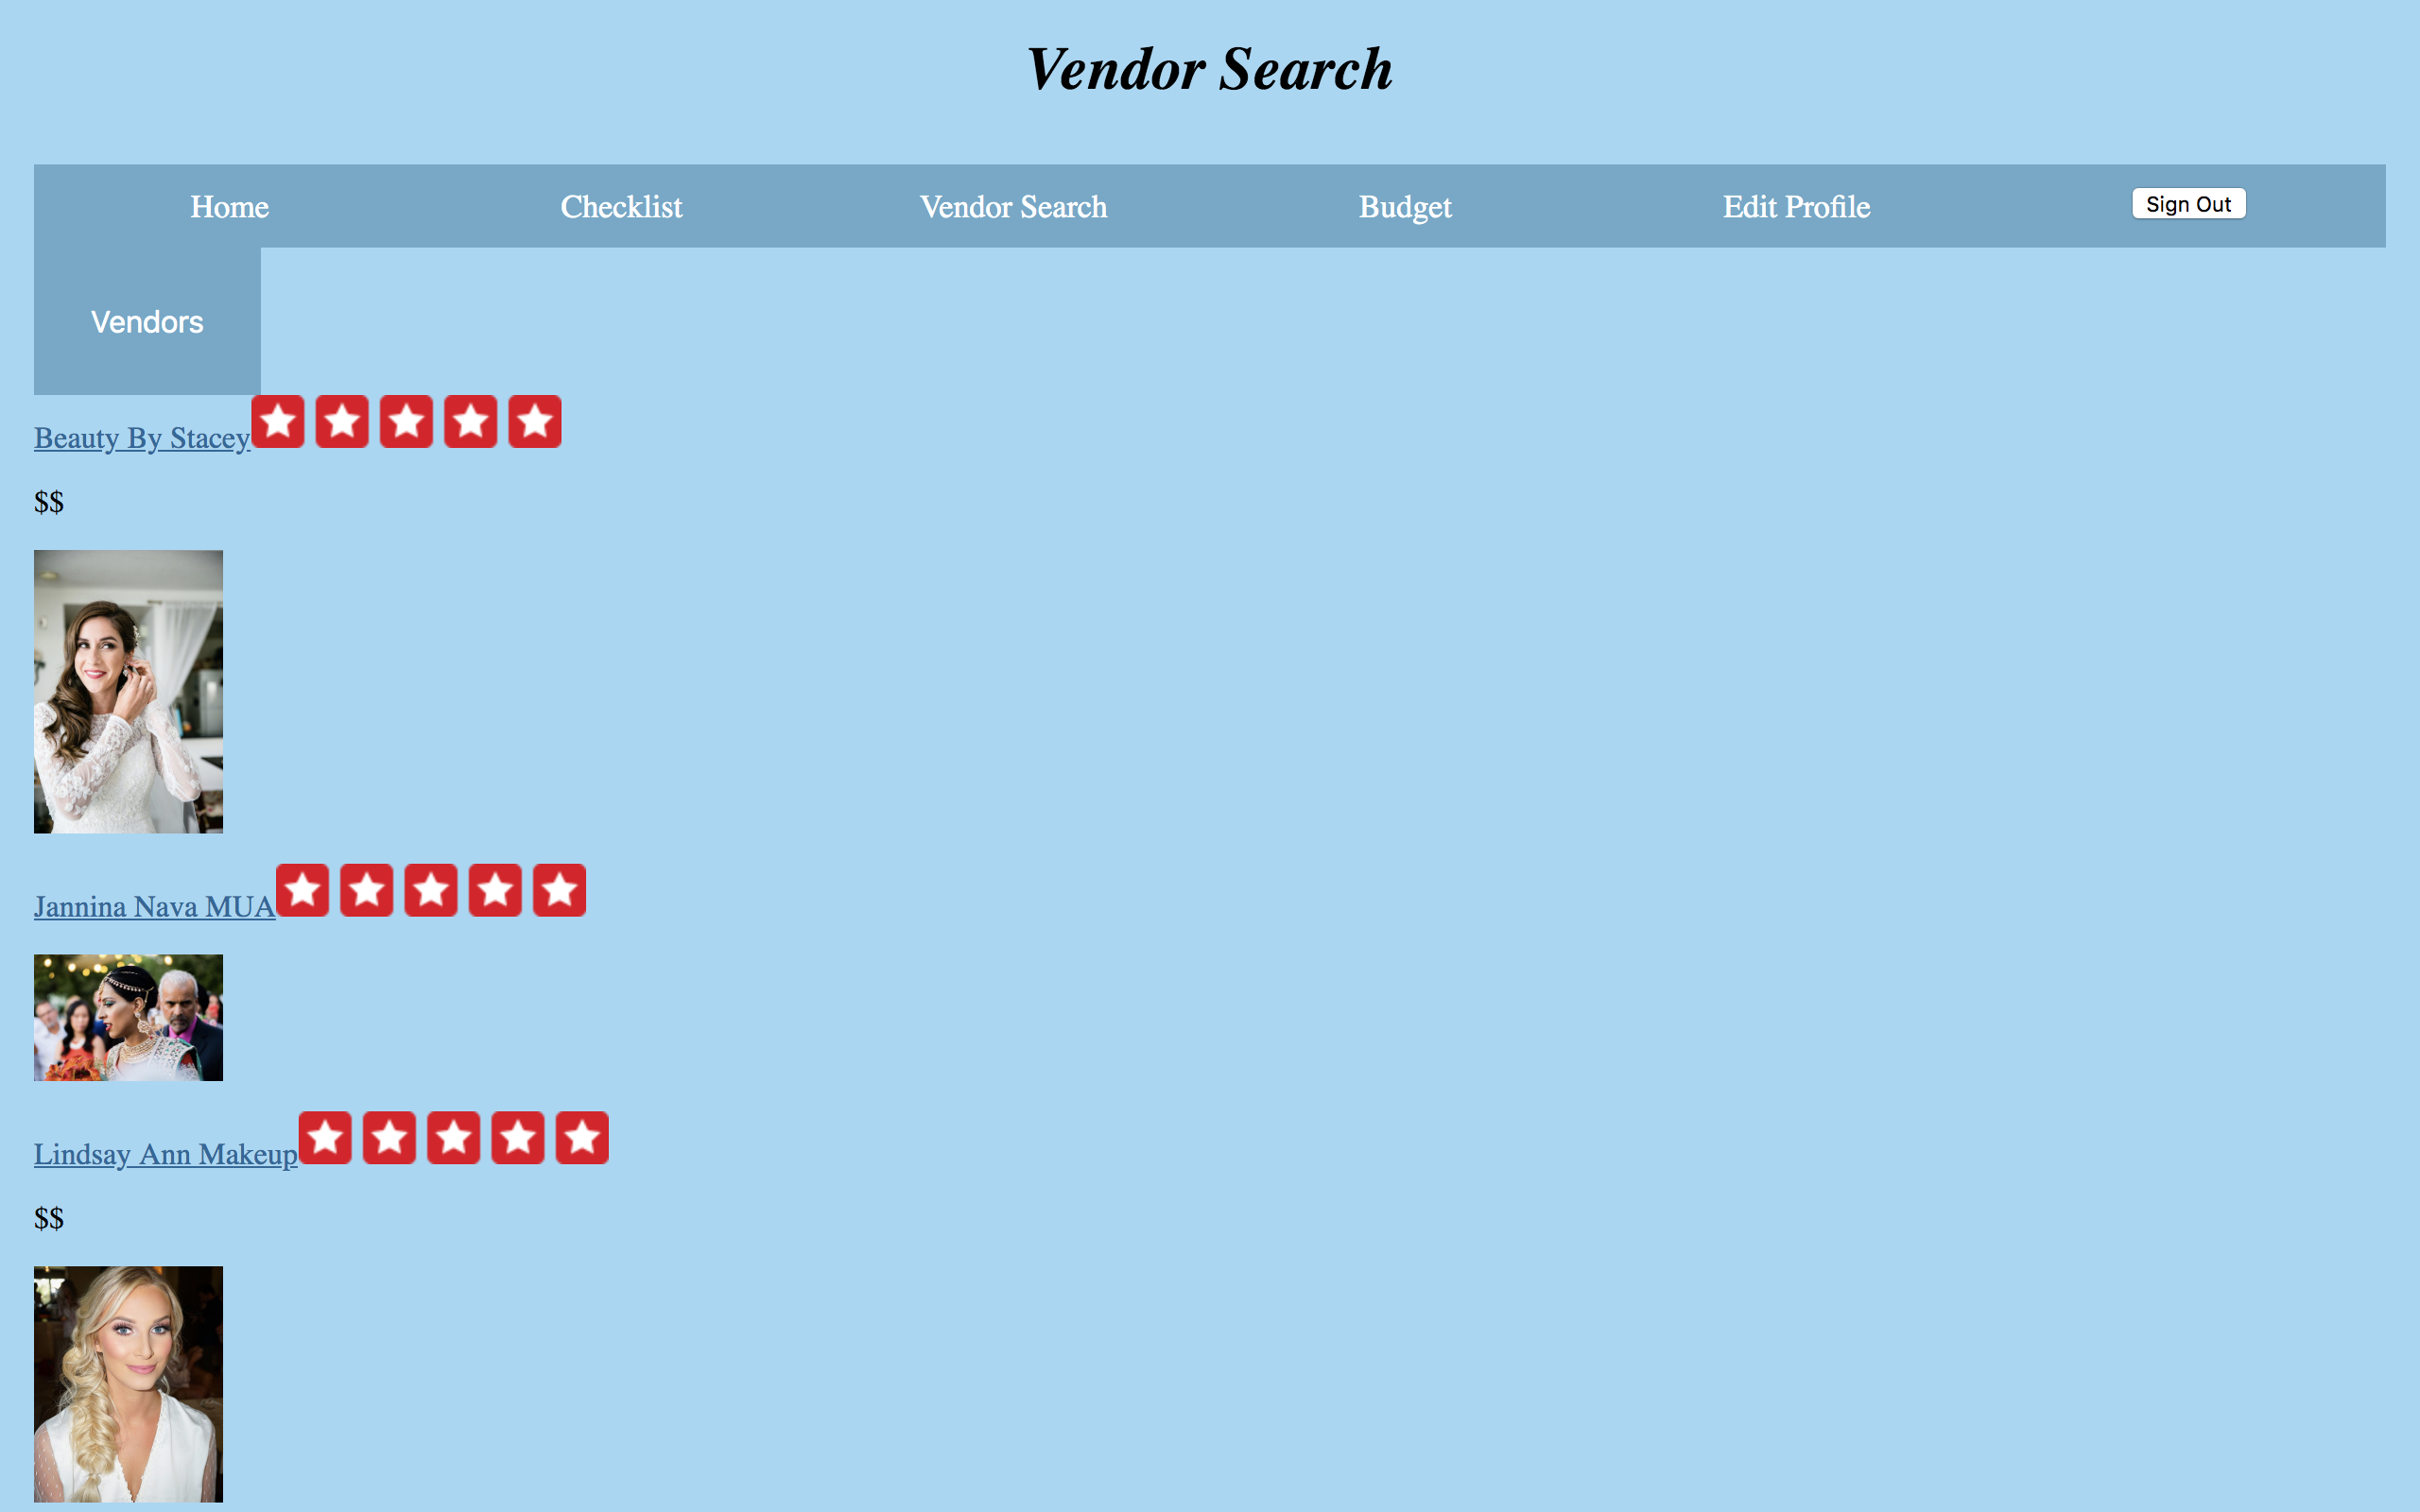 Vendor Search
Home Checklist Vendor Search Budget Edit Profile Sign Out
Vendors
Beauty By Stacey
$$
Jannina Nava MUA
Lindsay Ann Makeup
$$